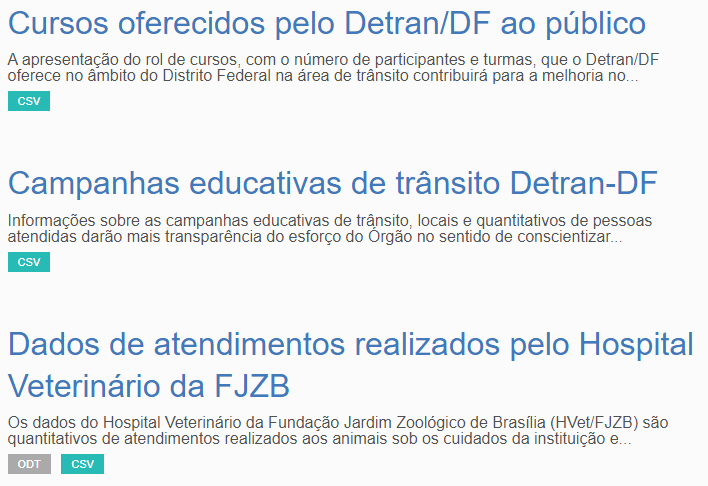 Cursos oferecidos pelo Detran/DF ao público
A apresentação do rol de cursos, com o número de participantes e turmas, que o Detran/DF
oferece no âmbito do Distrito Federal na área de trânsito contribuirá para a melhoria no...
CSV
Campanhas educativas de trânsito Detran-DF
Informações sobre as campanhas educativas de trânsito, locais e quantitativos de pessoas
atendidas darão mais transparência do esforço do Órgão no sentido de conscientizar...
CSV
Dados de atendimentos realizados pelo Hospital
Veterinário da FJZB
Os dados do Hospital Veterinário da Fundação Jardim Zoológico de Brasília (HVet/FJZB) são
quantitativos de atendimentos realizados aos animais sob os cuidados da instituição e...
ODT CSV